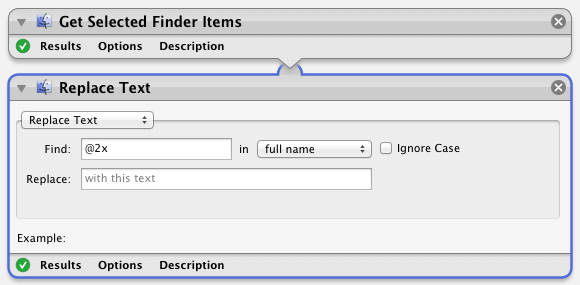 Get Selected Finder Items
Results Options Description
Replace Text
Replace Text
Find: @2x in full name Ignore Case
Replace: with this text
Example:
Results Options Description